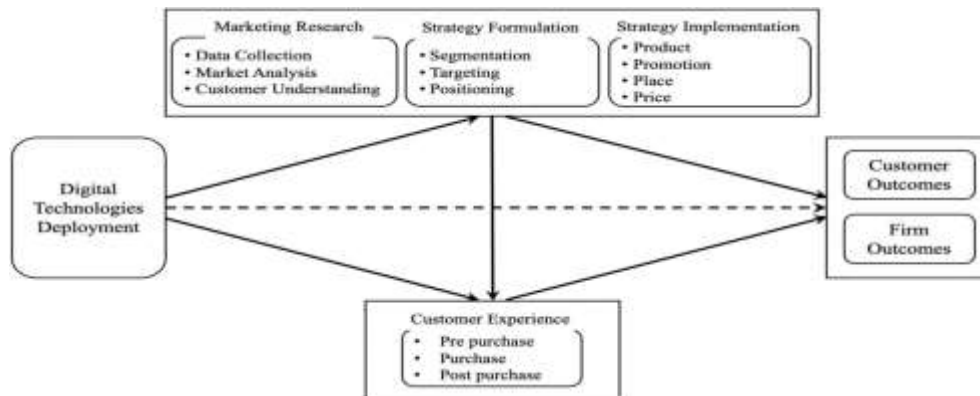 Marketing Research
• Data Collection
• Market Analysis
• Customer Understanding
Strategy Formulation
• Segmentation
• Targeting
• Positioning
Strategy Implementation
• Product
• Promotion
• Place
• Price
Digital
Technologies
Deployment
Customer
Outcomes
Firm
Outcomes
Customer Experience
• Pre purchase
• Purchase
• Post purchase